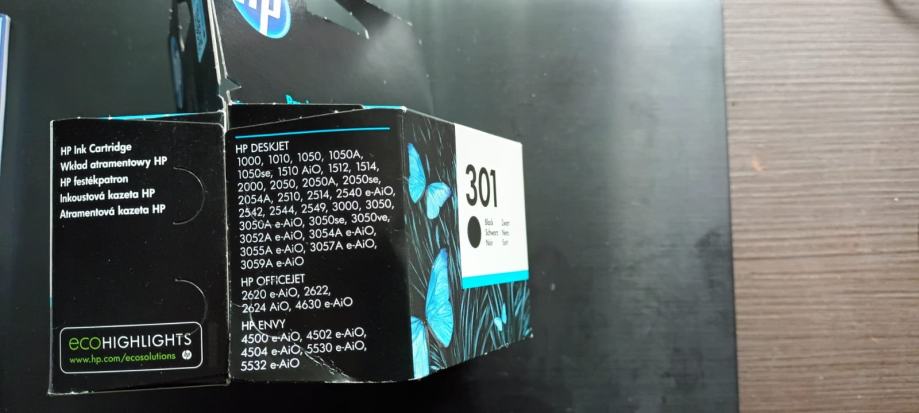 hp
HP Ink Cartridge
Wkład atramentowy HP
HP festékpatron
Inkoustová kazeta HP
Atramentová kazeta HP
ecoHIGHLIGHTS
www.hp.com/ecosolutions
HP DESKJET
1000, 1010, 1050, 1050A,
1050se, 1510 AiO, 1512, 1514,
2000, 2050, 2050A, 2050se,
2054A, 2510, 2514, 2540 e-AiO,
2542, 2544, 2549, 3000, 3050,
3050A e-AiO, 3050se, 3050ve,
3052A e-AiO, 3054A e-AiO,
3055A e-AiO, 3057A e-AiO,
3059A e-AiO
HP OFFICEJET
2620 e-AiO, 2622,
2624 AiO, 4630 e-AiO
HP ENVY
4500 e-AiO, 4502 e-AiO,
4504 e-AiO, 5530 e-AiO,
5532 e-AiO
301
Black
Schwarz
Noir